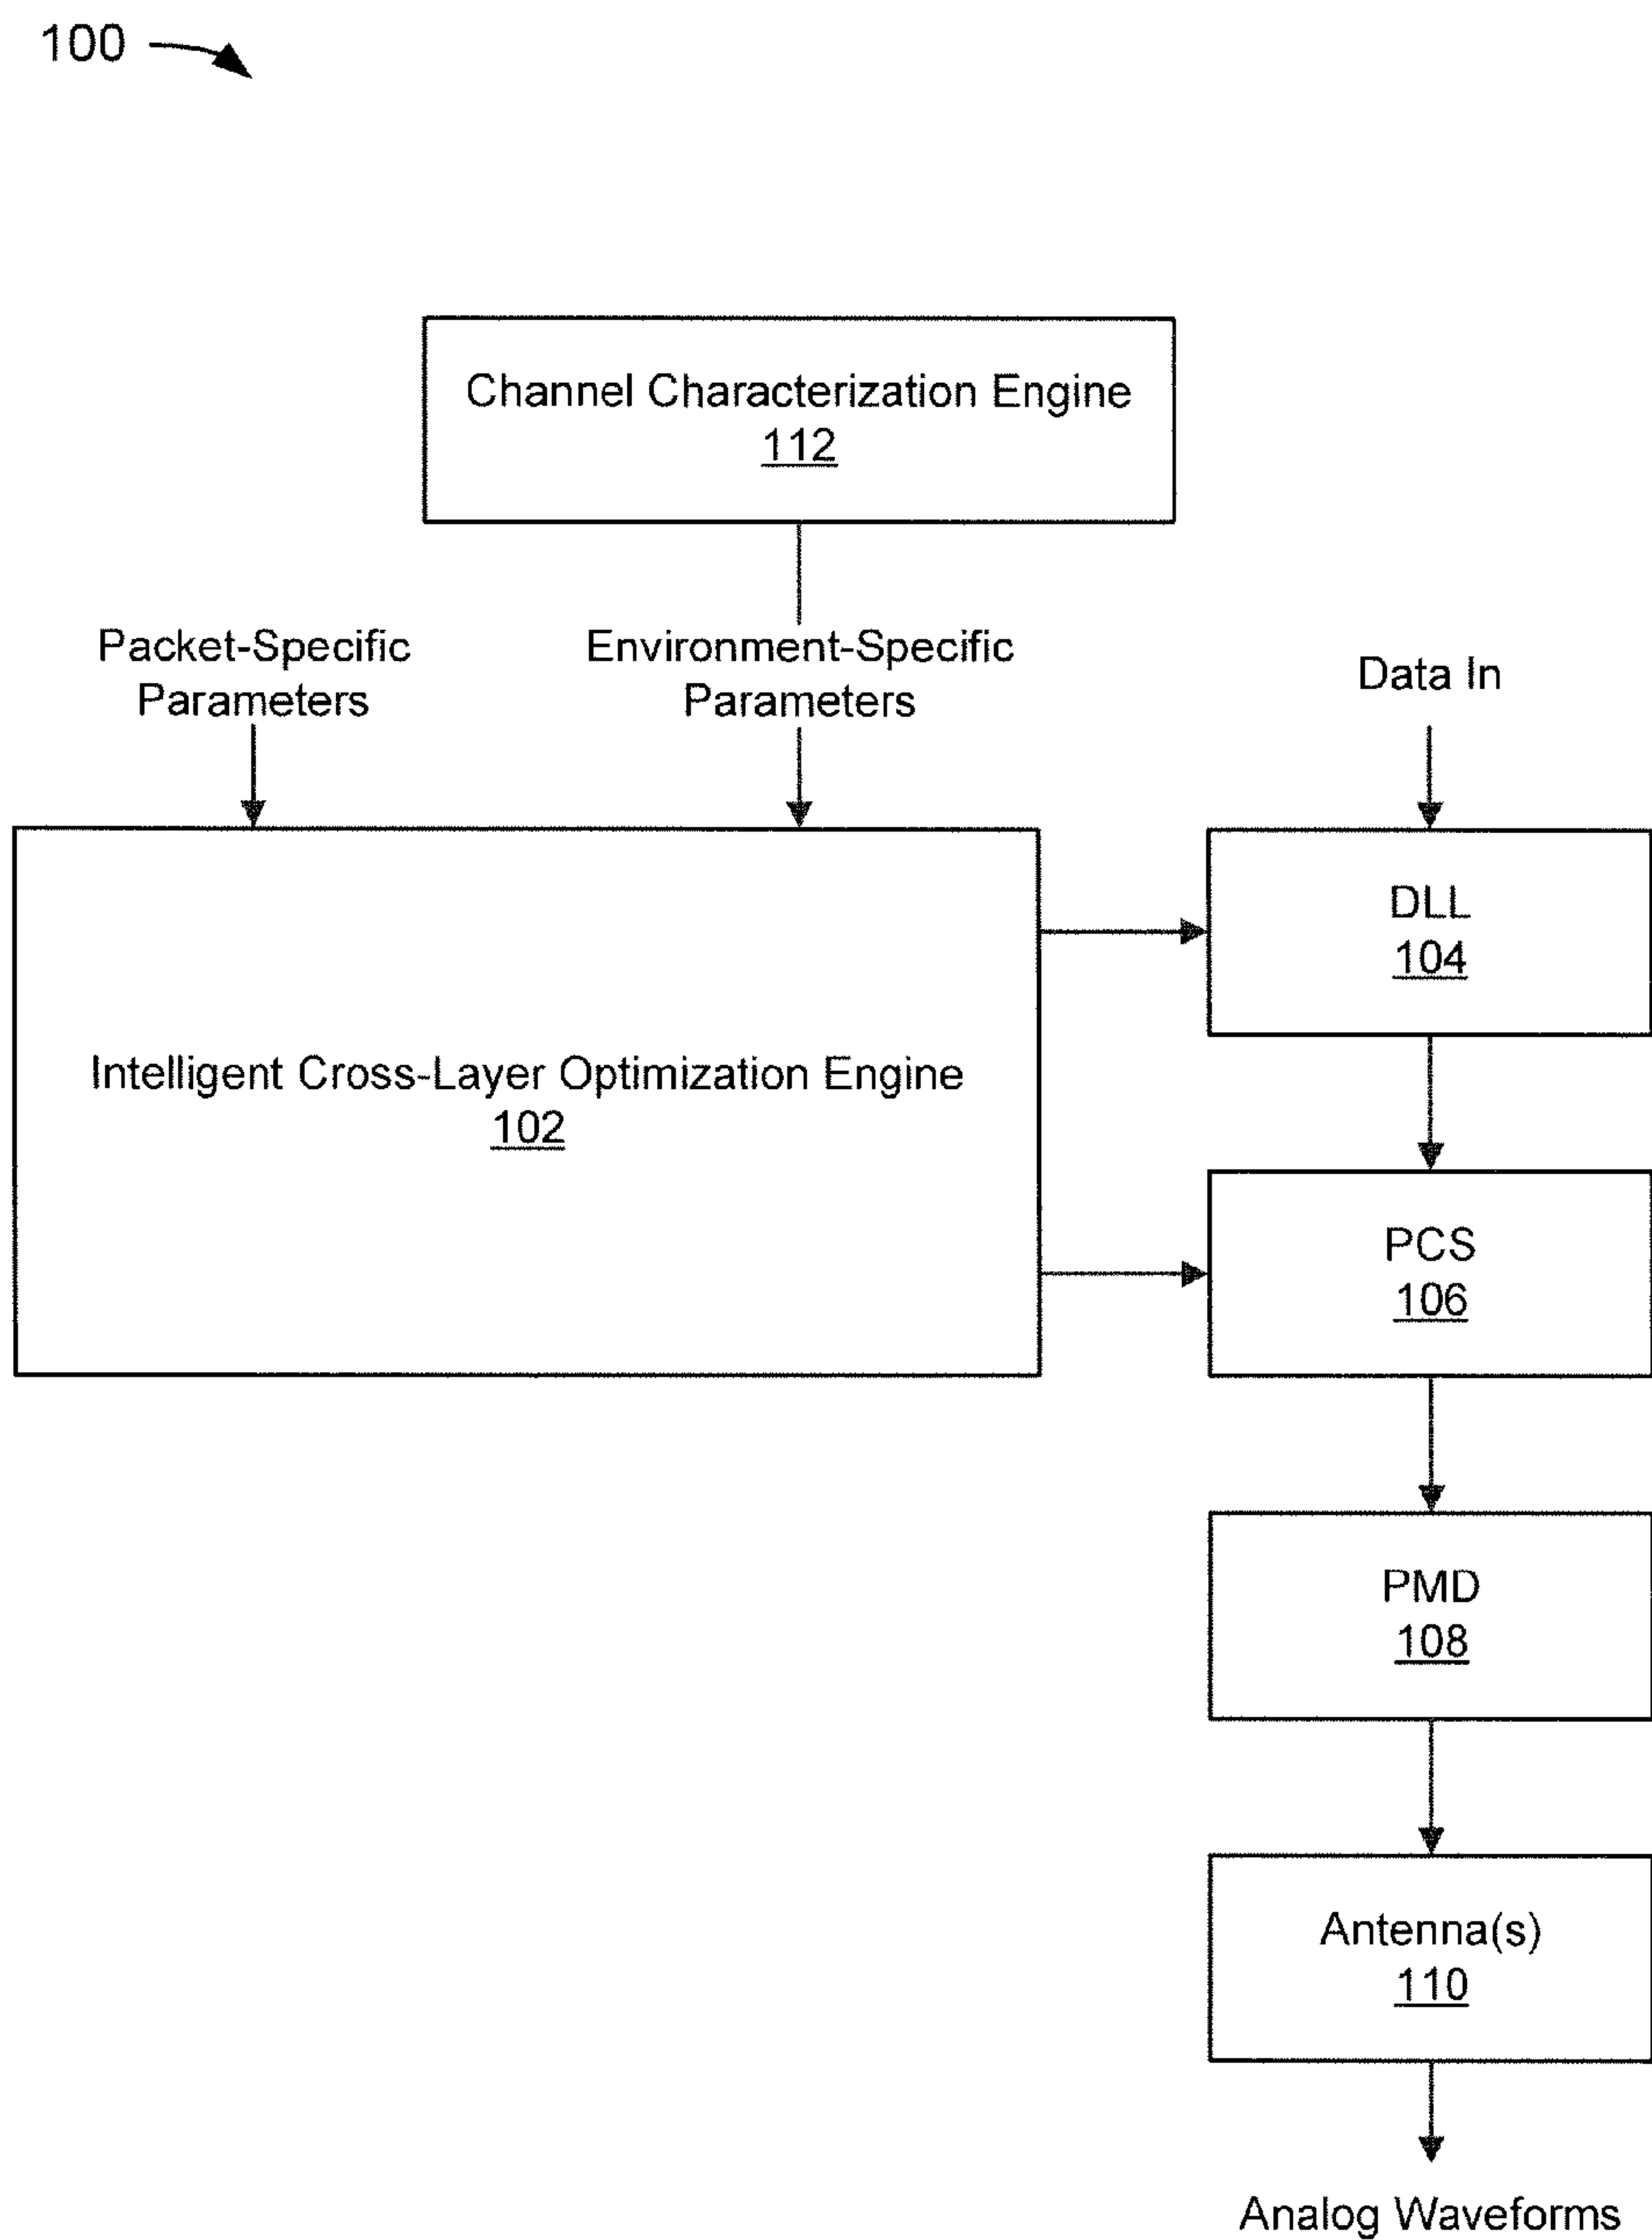 100
Channel Characterization Engine
112
Packet-Specific
Parameters
Environment-Specific
Parameters
Data In
DLL
104
Intelligent Cross-Layer Optimization Engine
102
PCS
106
PMD
108
Antenna(s)
110
Analog Waveforms